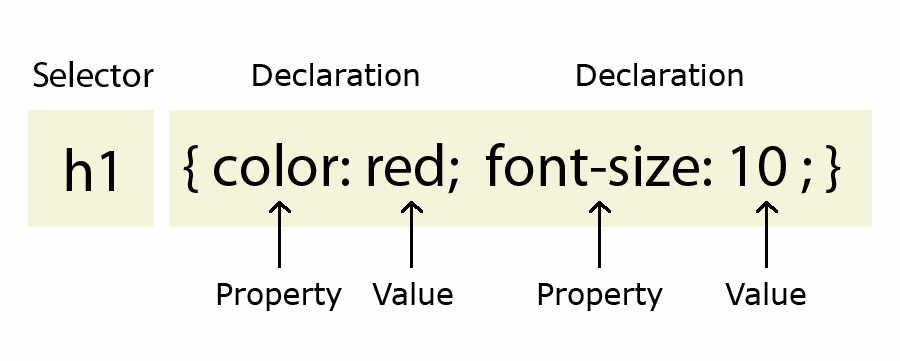 Selector Declaration Declaration
h1 { color: red; font-size: 10 ; }
Property Value Property Value